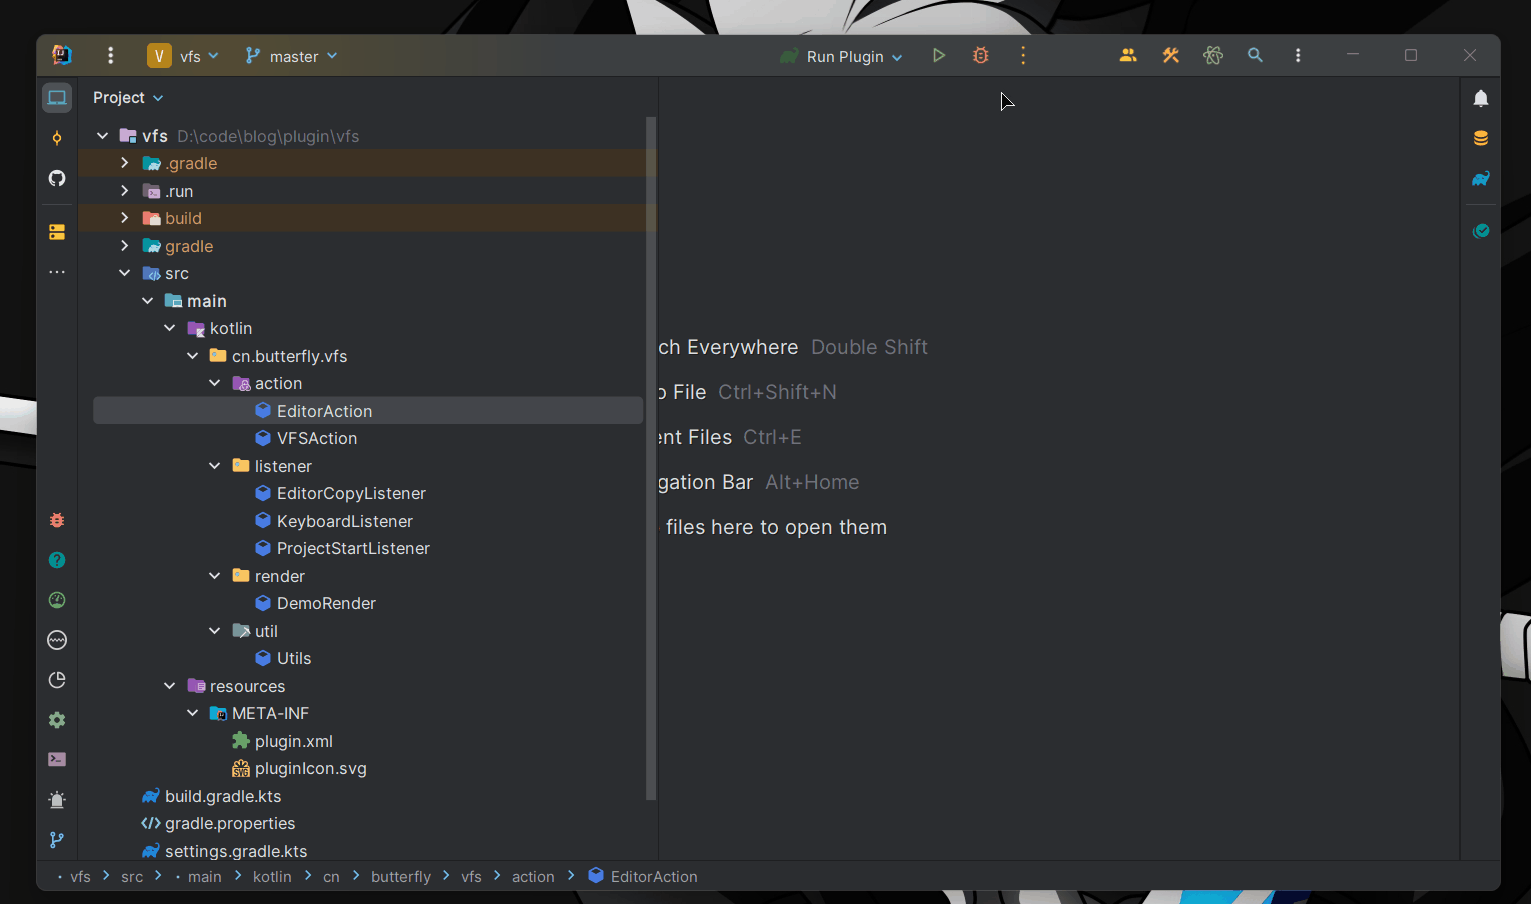 V vfs master Run Plugin
Project
vfs D:\code\blog\plugin\vfs
.gradle
.run
build
gradle
src
main
kotlin
cn.butterfly.vfs
action
EditorAction
VFSAction
listener
EditorCopyListener
KeyboardListener
ProjectStartListener
render
DemoRender
util
Utils
resources
META-INF
plugin.xml
SVG pluginIcon.svg
build.gradle.kts
gradle.properties
settings.gradle.kts
ch Everywhere Double Shift
o File Ctrl+Shift+N
ent Files Ctrl+E
gation Bar Alt+Home
files here to open them
vfs > src > main > kotlin > cn > butterfly > vfs > action > EditorAction